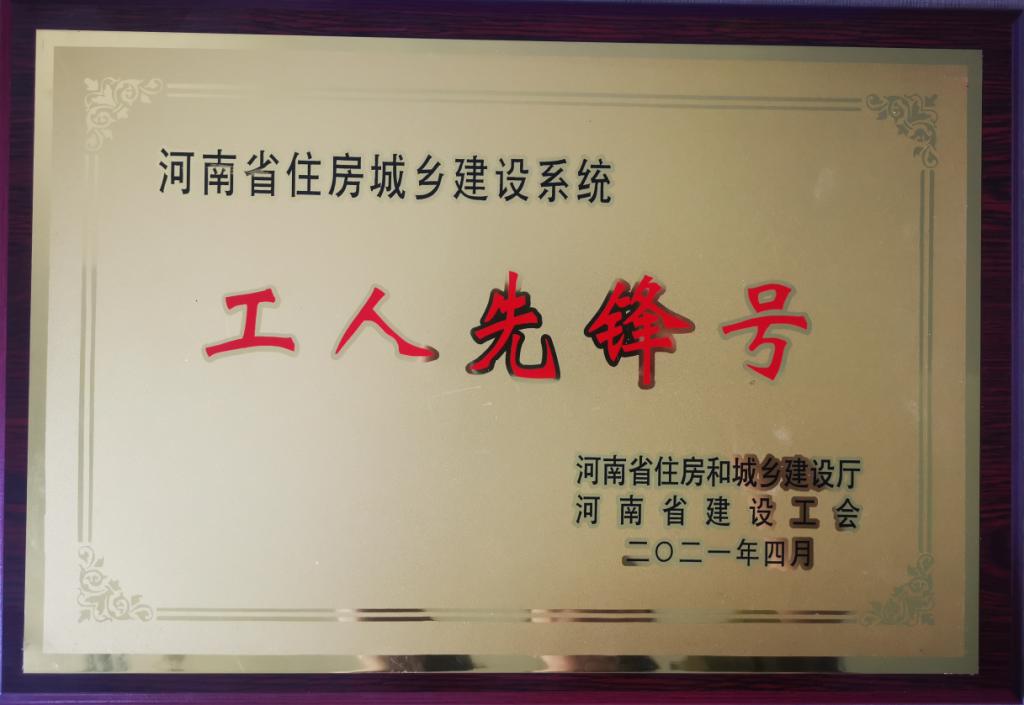 河南省住房城乡建设系统
工人先锋号
河南省住房和城乡建设厅
河南省建设工会
二〇二一年四月